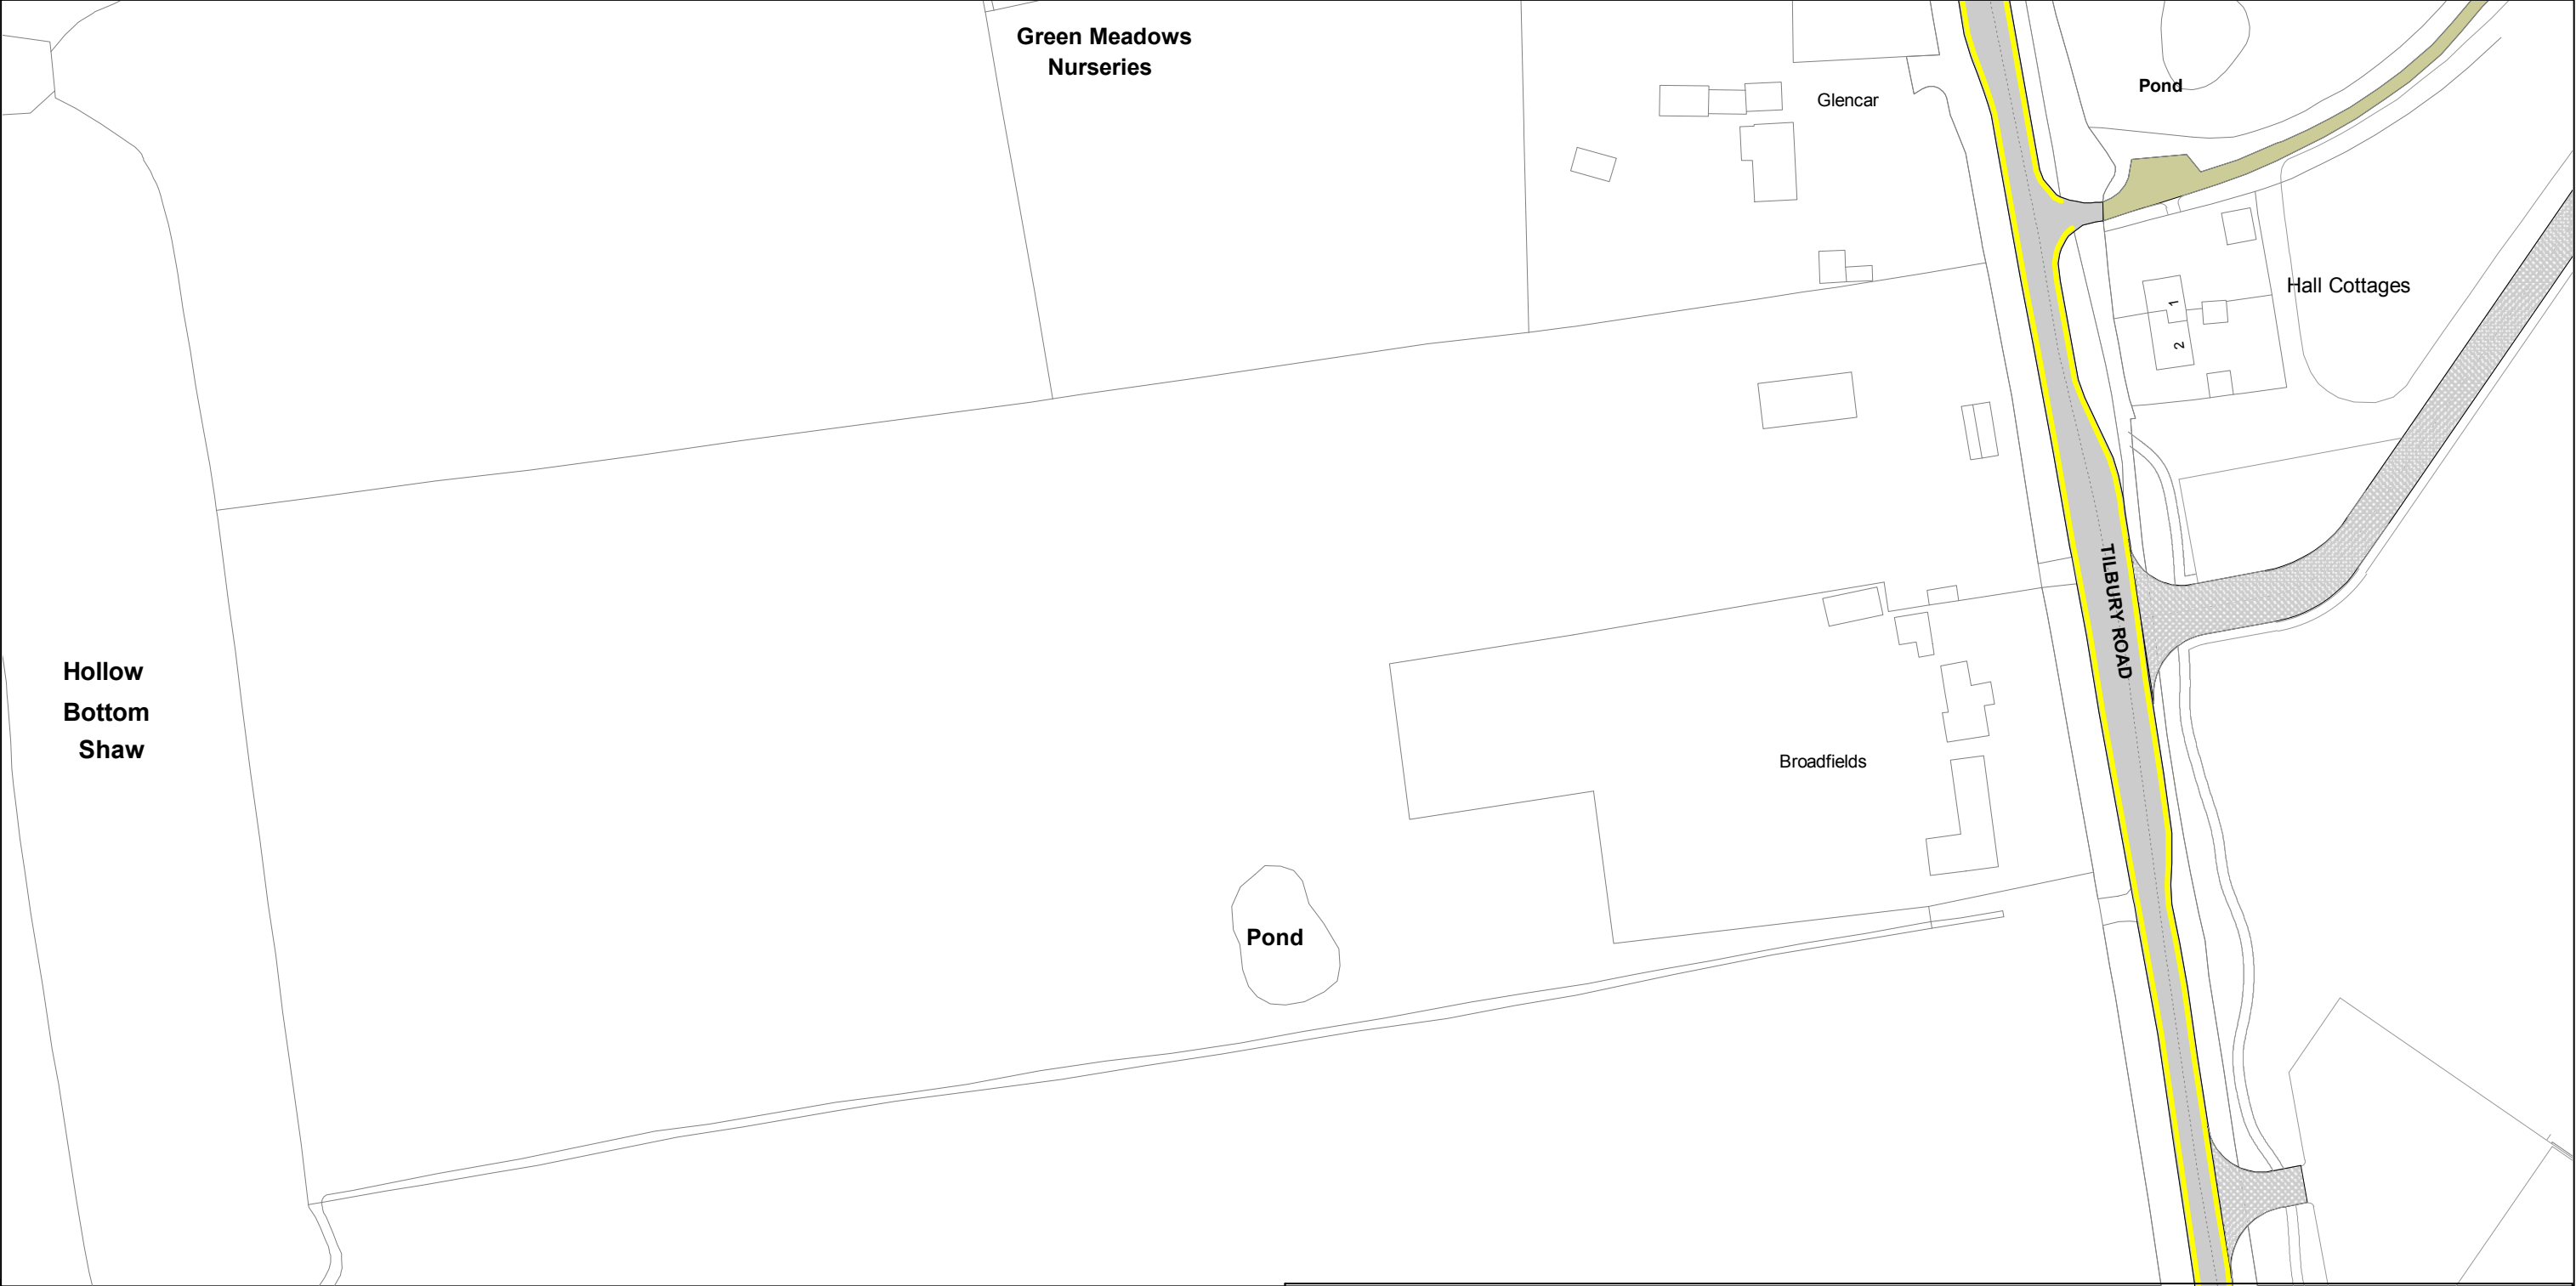 Green Meadows
Nurseries
Glencar
Pond
Hall Cottages
1
2
TILBURY ROAD
Hollow
Bottom
Shaw
Broadfields
Pond